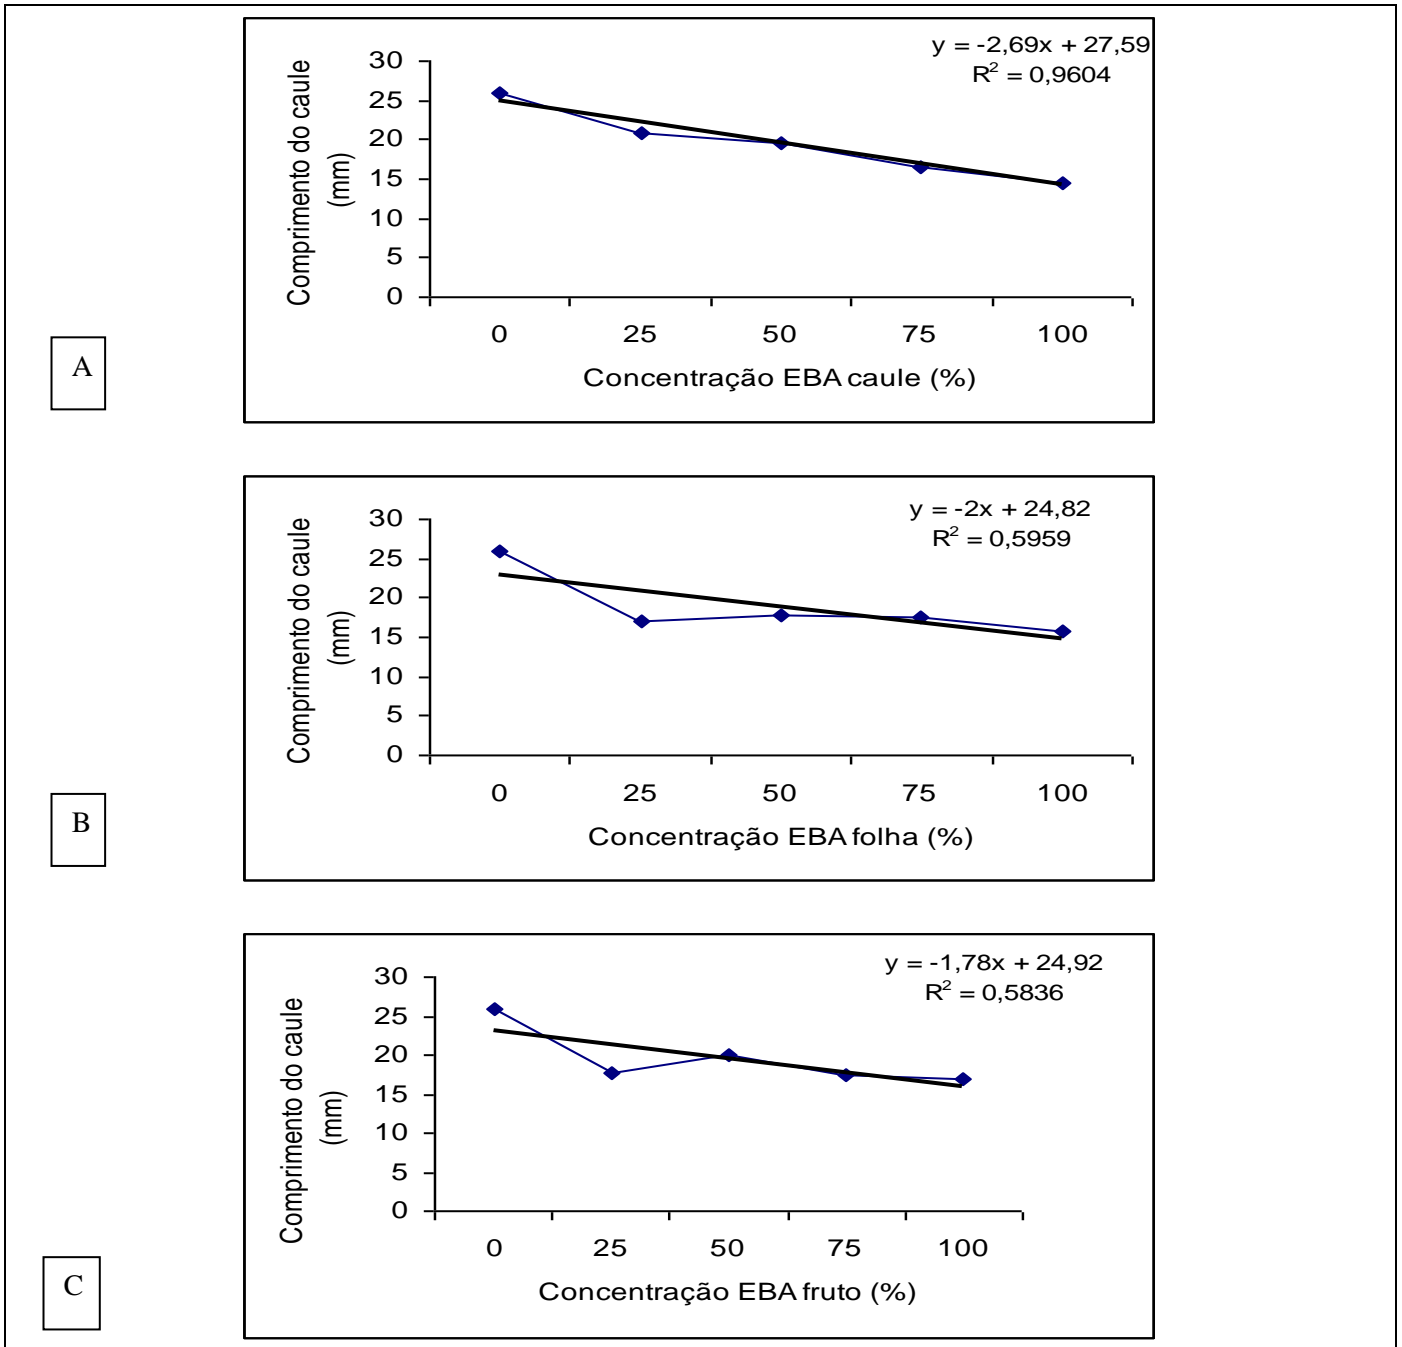 y = -2,69x + 27,59
R² = 0,9604
Comprimento do caule
(mm)
30
25
20
15
10
5
0
0 25 50 75 100
Concentração EBA caule (%)
A
y = -2x + 24,82
R² = 0,5959
Comprimento do caule
(mm)
30
25
20
15
10
5
0
0 25 50 75 100
Concentração EBA folha (%)
B
y = -1,78x + 24,92
R² = 0,5836
Comprimento do caule
(mm)
30
25
20
15
10
5
0
0 25 50 75 100
Concentração EBA fruto (%)
C